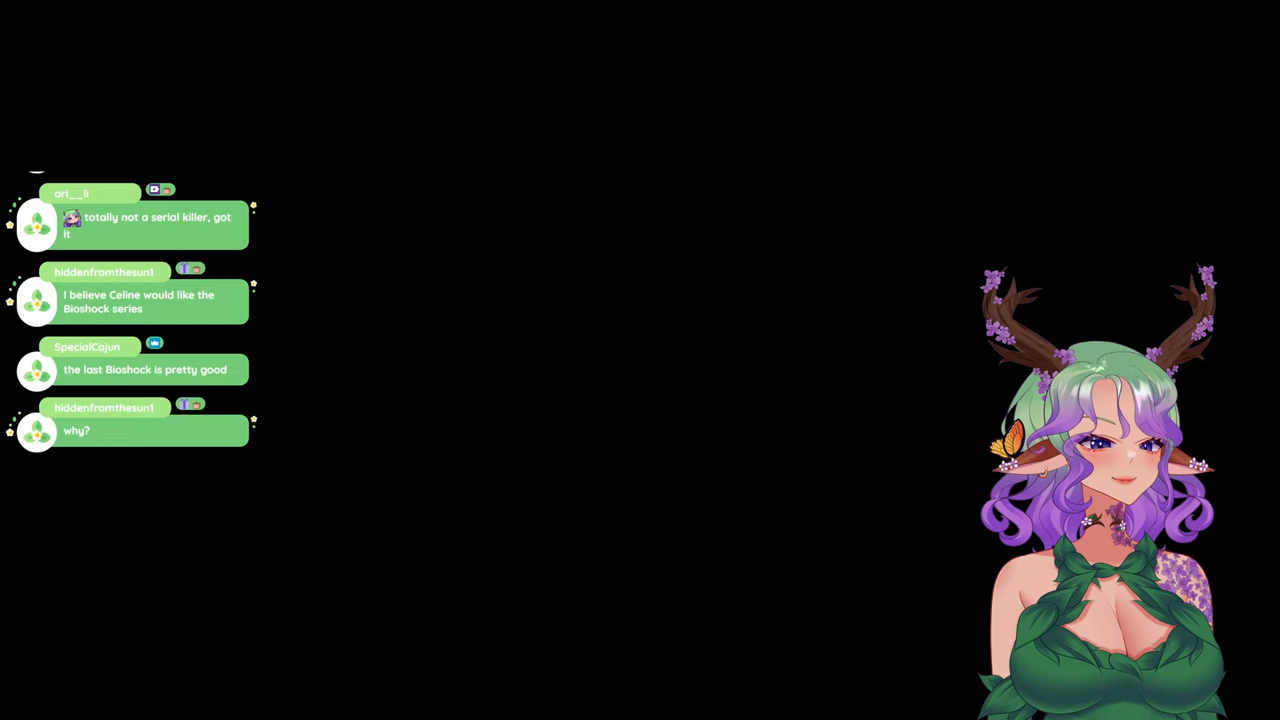 ari__li
totally not a serial killer, got
it
hiddenfromthesun1
I believe Celine would like the
Bioshock series
SpecialCajun
the last Bioshock is pretty good
hiddenfromthesun1
why?